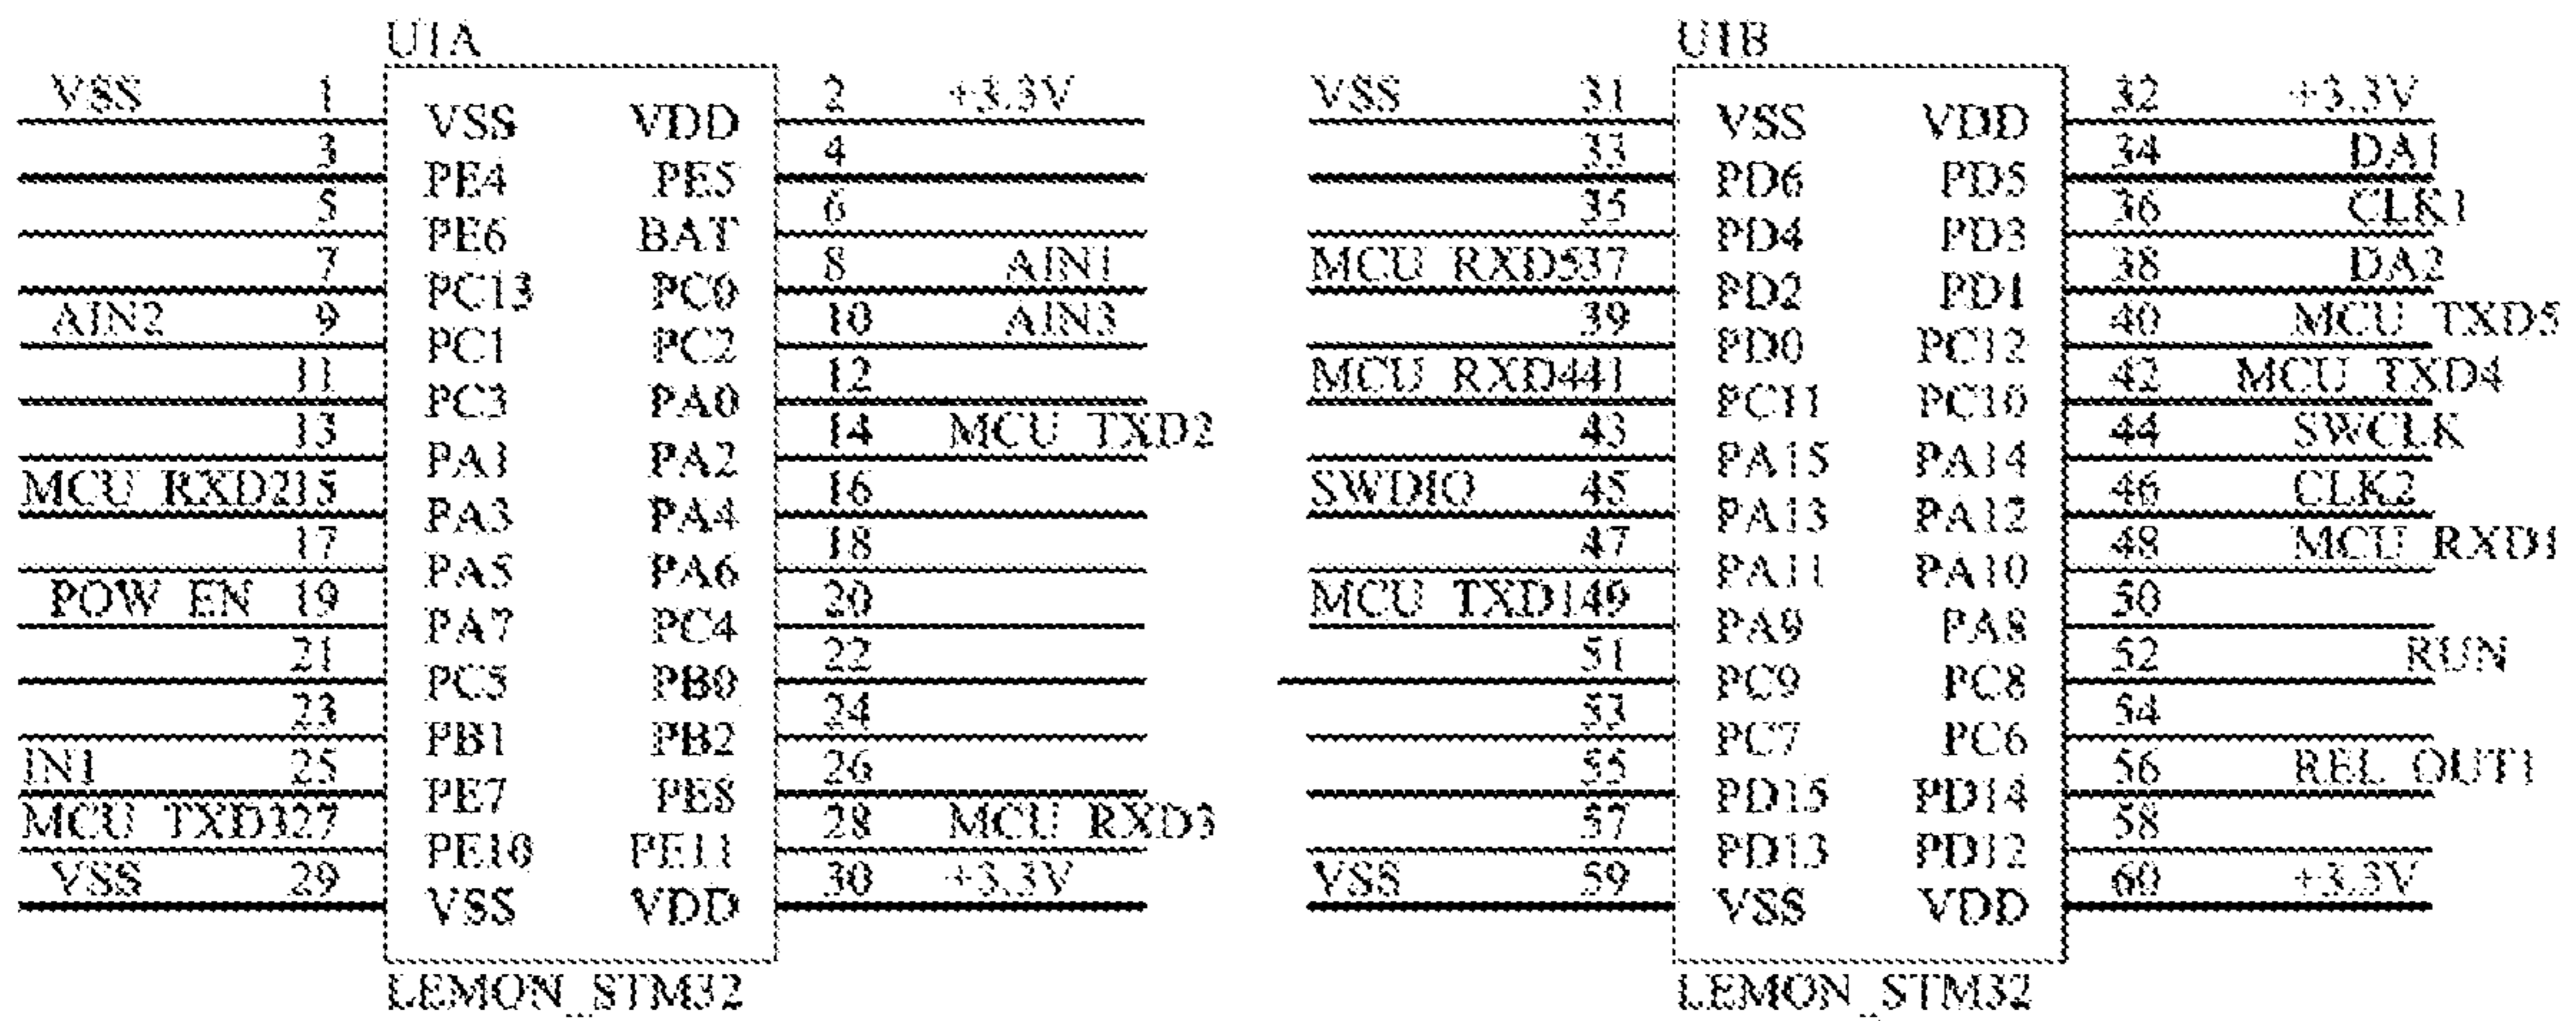 U1A U1B
VSS 1 VSS VDD 2 +3.3V VSS 31 VSS VDD 32 +3.3V
3 PE4 PE5 4 33 PD6 PD5 34 DA1
5 PE6 BAT 6 35 PD4 PD3 36 CLK1
7 PC13 PC0 8 AIN1 MCU_RXD5 37 PD2 PD1 38 DA2
AIN2 9 PC1 PC2 10 AIN3 39 PD0 PC12 40 MCU_TXD5
11 PC3 PA0 12 MCU_RXD4 41 PC11 PC10 42 MCU_TXD4
13 PA1 PA2 14 MCU_TXD2 43 PA15 PA14 44 SWCLK
MCU_RXD2 15 PA3 PA4 16 SWDIO 45 PA13 PA12 46 CLK2
17 PA5 PA6 18 47 PA11 PA10 48 MCU_RXD1
POW_EN 19 PA7 PC4 20 MCU_TXD1 49 PA9 PA8 50
21 PC5 PB0 22 51 PC9 PC8 52 RUN
23 PB1 PB2 24 53 PC7 PC6 54
IN1 25 PE7 PE8 26 55 PD15 PD14 56 REL_OUT1
MCU_TXD3 27 PE10 PE11 28 MCU_RXD3 57 PD13 PD12 58
VSS 29 VSS VDD 30 +3.3V VSS 59 VSS VDD 60 +3.3V
LEMON_STM32 LEMON_STM32